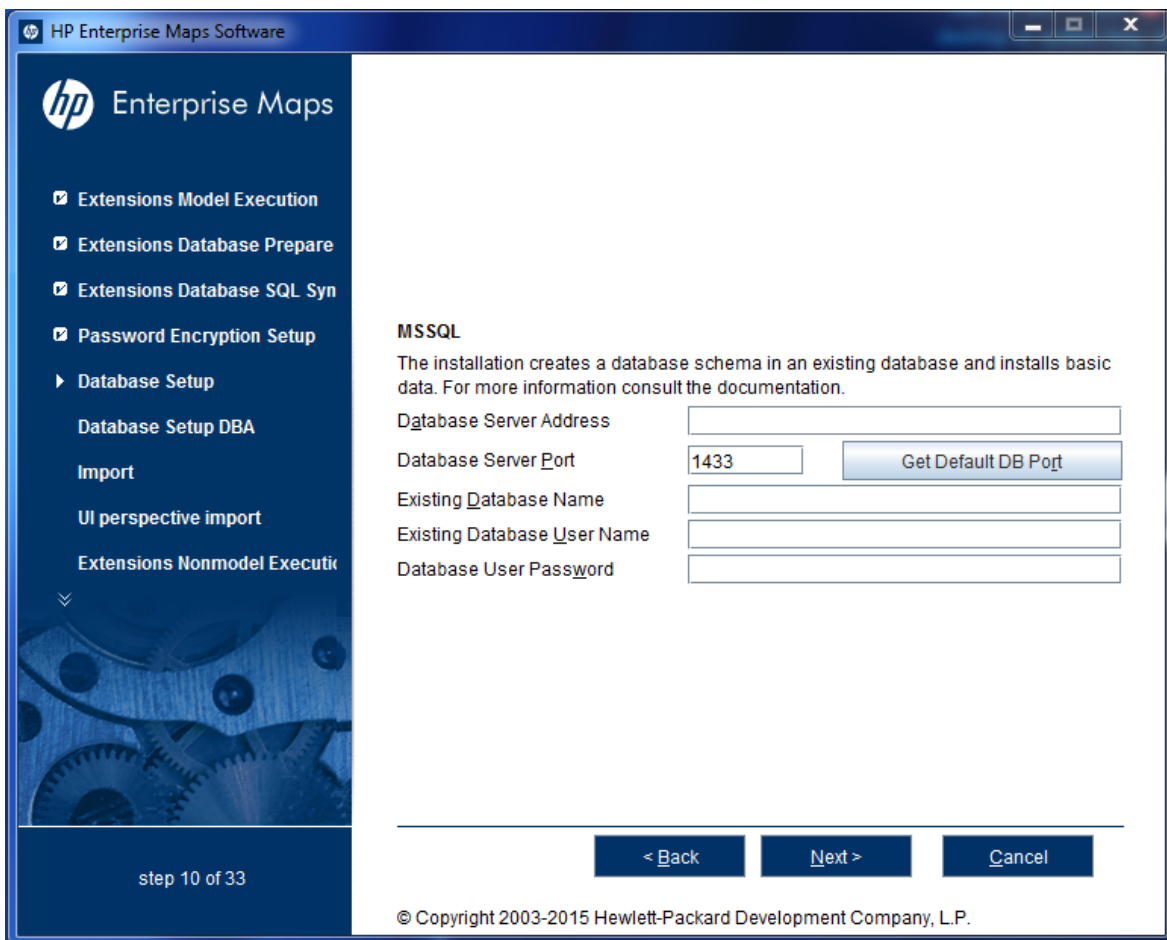 HP Enterprise Maps Software
hp Enterprise Maps
Extensions Model Execution
Extensions Database Prepare
Extensions Database SQL Syn
Password Encryption Setup
Database Setup
Database Setup DBA
Import
UI perspective import
Extensions Nonmodel Executio
step 10 of 33
MSSQL
The installation creates a database schema in an existing database and installs basic
data. For more information consult the documentation.
Database Server Address
Database Server Port 1433 Get Default DB Port
Existing Database Name
Existing Database User Name
Database User Password
< Back Next > Cancel
© Copyright 2003-2015 Hewlett-Packard Development Company, L.P.